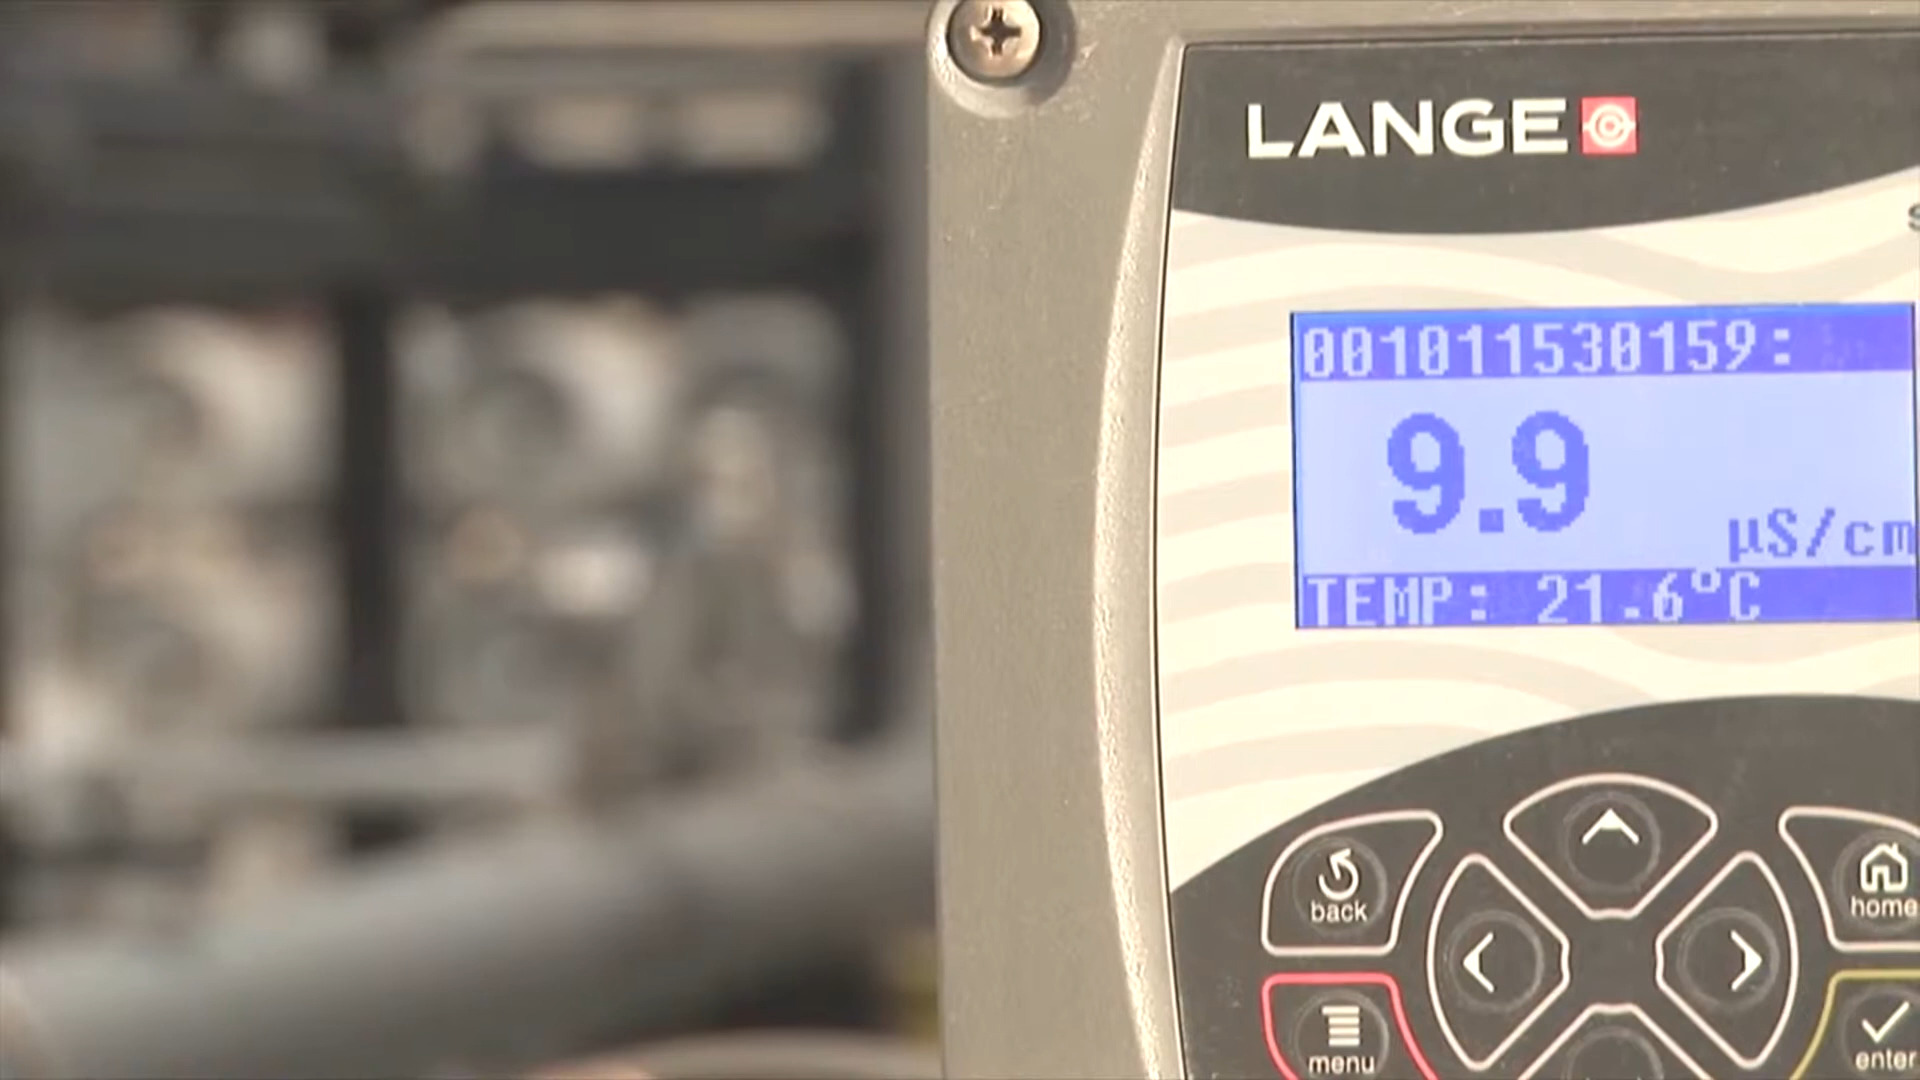 LANGE
001011530159:
9.9
µS/cm
TEMP: 21.6°C
back
home
menu
enter